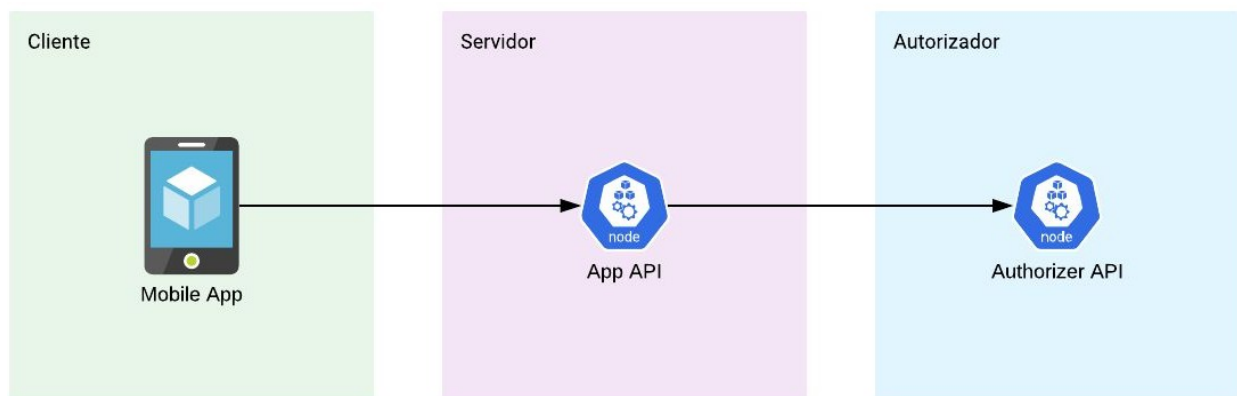 Cliente
Servidor
Autorizador
node
node
Mobile App
App API
Authorizer API